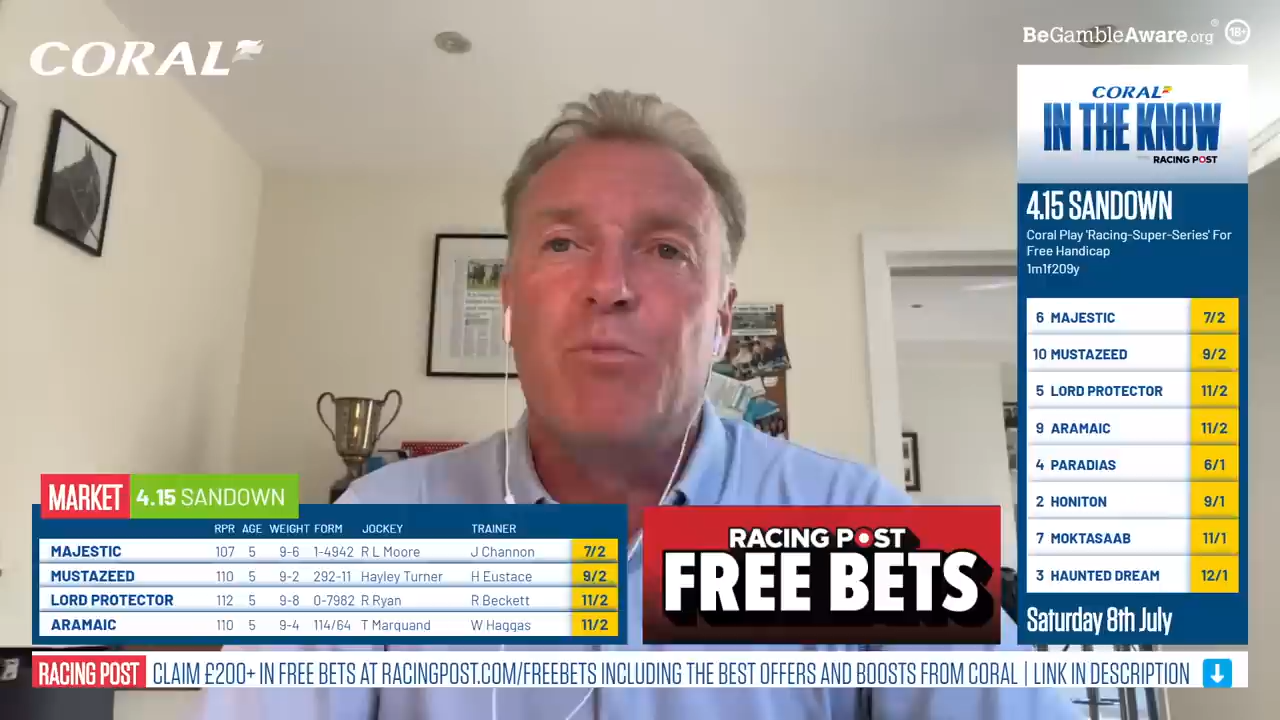 CORAL
BeGambleAware.org® 18+
CORAL
IN THE KNOW
RACING POST
4.15 SANDOWN
Coral Play 'Racing-Super-Series' For
Free Handicap
1m1f209y
6 MAJESTIC 7/2
10 MUSTAZEED 9/2
5 LORD PROTECTOR 11/2
9 ARAMAIC 11/2
4 PARADIAS 6/1
2 HONITON 9/1
7 MOKTASAAB 11/1
3 HAUNTED DREAM 12/1
Saturday 8th July
MARKET 4.15 SANDOWN
RPR AGE WEIGHT FORM JOCKEY TRAINER
MAJESTIC 107 5 9-6 1-4942 R L Moore J Channon 7/2
MUSTAZEED 110 5 9-2 292-11 Hayley Turner H Eustace 9/2
LORD PROTECTOR 112 5 9-8 0-7982 R Ryan R Beckett 11/2
ARAMAIC 110 5 9-4 114/64 T Marquand W Haggas 11/2
RACING POST
FREE BETS
RACING POST CLAIM £200+ IN FREE BETS AT RACINGPOST.COM/FREEBETS INCLUDING THE BEST OFFERS AND BOOSTS FROM CORAL | LINK IN DESCRIPTION